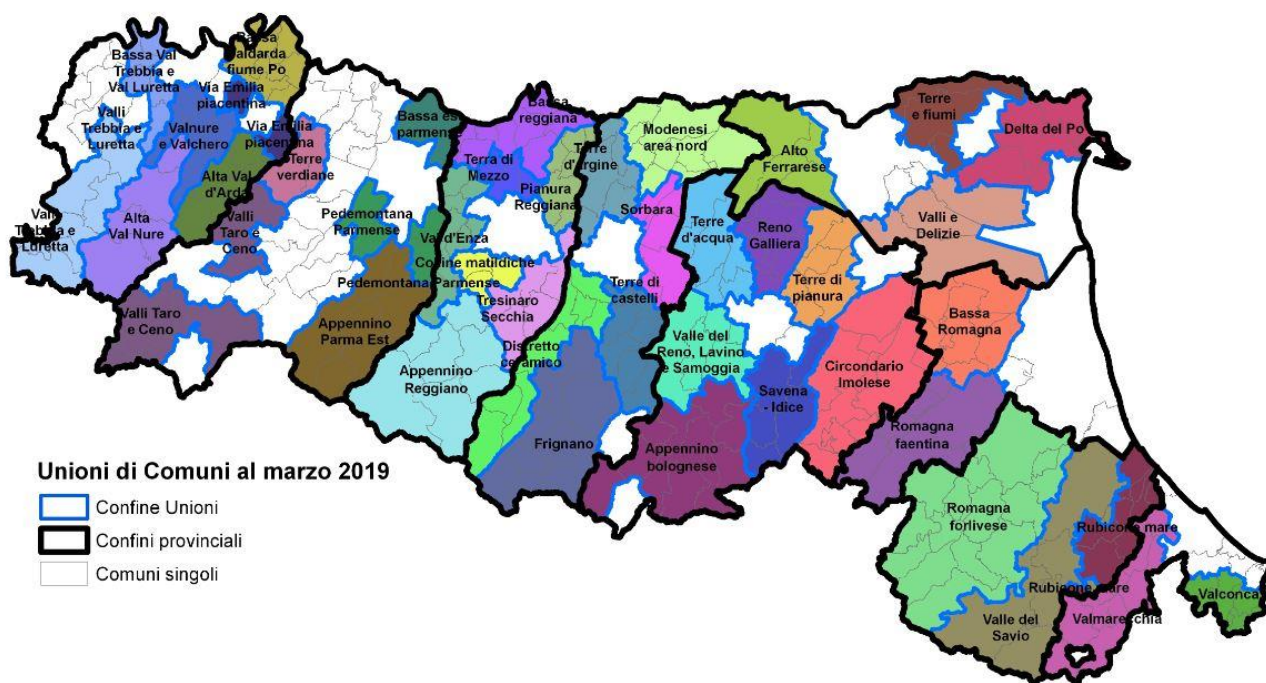 Bassa Val
Trebbia e
Val Luretta
Bassa
Valdarda
fiume Po
Via Emilia
piacentina
Valli
Trebbia e
Luretta
Valnure
e Valchero
Via Emilia
piacentina
Terre
verdiane
Alta Val
d'Arda
Valli
Trebbia e
Luretta
Alta
Val Nure
Valli
Taro e
Ceno
Valli Taro
e Ceno
Bassa est
parmense
Pedemontana
Parmense
Pedemontana
Parmense
Appennino
Parma Est
Bassa
reggiana
Terra di
Mezzo
Pianura
Reggiana
Val d'Enza
Colline matildiche
Tresinaro
Secchia
Appennino
Reggiano
Terre
d'argine
Modenesi
area nord
Sorbara
Terre di
castelli
Distretto
ceramico
Frignano
Alto
Ferrarese
Terre
e fiumi
Delta del Po
Valli e
Delizie
Terre
d'acqua
Reno
Galliera
Terre di
pianura
Valle del
Reno, Lavino
e Samoggia
Savena
- Idice
Circondario
Imolese
Appennino
bolognese
Bassa
Romagna
Romagna
faentina
Romagna
forlivese
Rubicone mare
Rubicone mare
Valle del
Savio
Valmarecchia
Valconca
Unioni di Comuni al marzo 2019
Confine Unioni
Confini provinciali
Comuni singoli